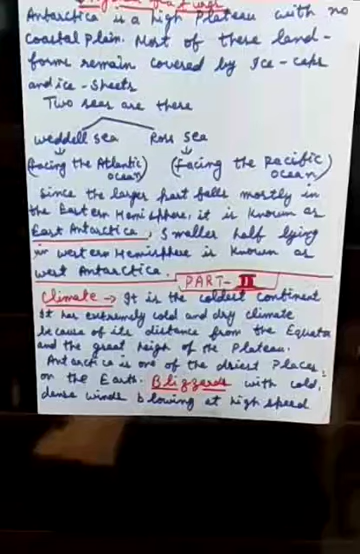 Antarctica is a high Plateau with no
coastal Plain. Most of these land-
forms remain covered by Ice-caps
and ice-sheets
Two seas are there
Weddell sea Ross sea
(facing the Atlantic ocean) (facing the pacific ocean)
Since the larger part falls mostly in
the Eastern Hemisphere, it is known as
East Antarctica, Smaller half lying
in western Hemisphere is known as
West Antarctica.
PART-II
Climate → It is the coldest continent
It has extremely cold and dry climate
because of its distance from the Equator
and the great heigh of the Plateau.
Antarctica is one of the driest Places
on the Earth. Blizzards with cold,
dense winds blowing at high speed